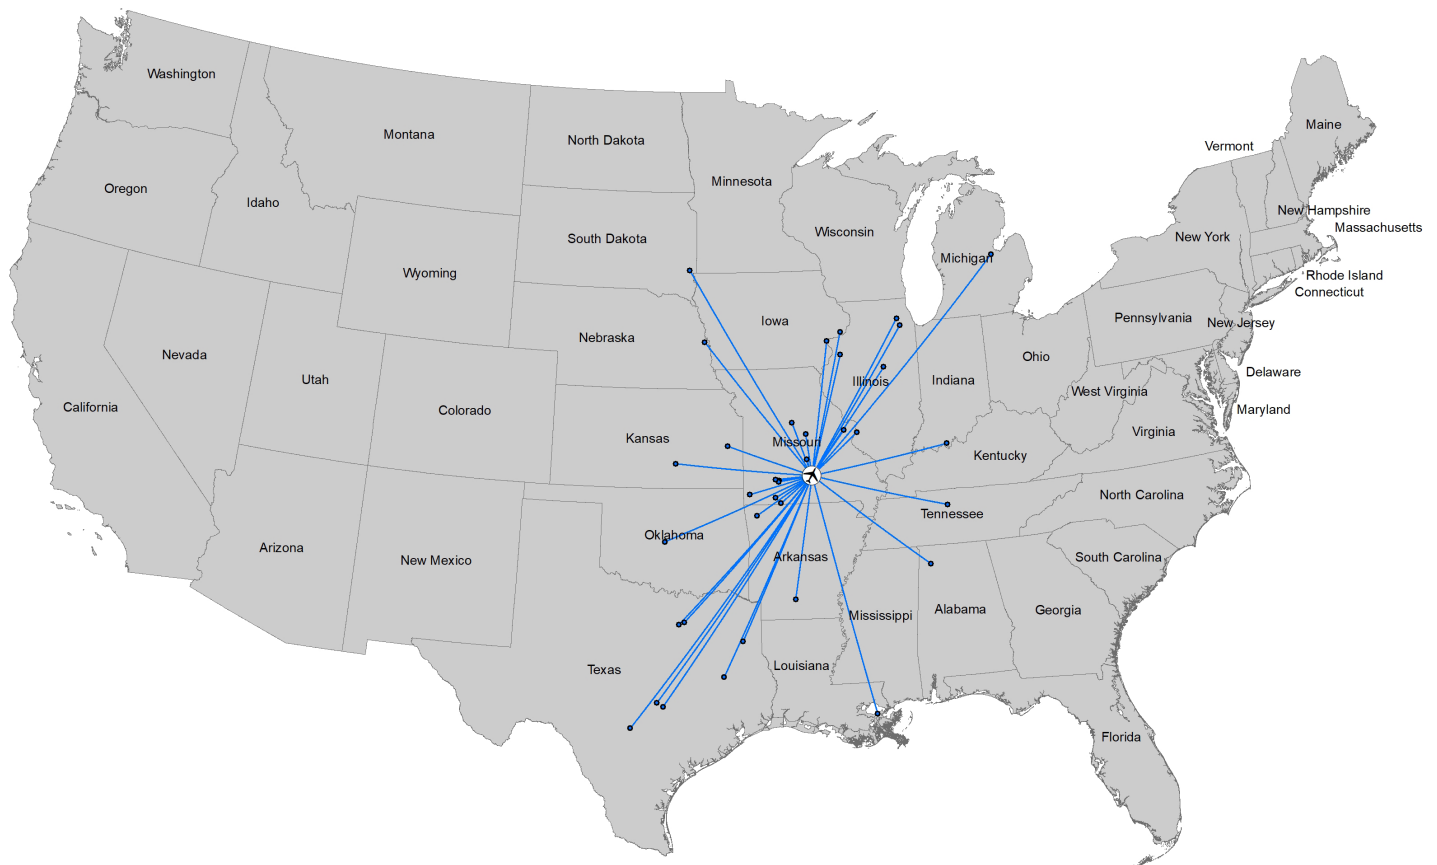 Washington
Maine
Montana
North Dakota
Vermont
Minnesota
Oregon
Idaho
New Hampshire
Massachusetts
Wisconsin
New York
South Dakota
Michigan
Wyoming
Rhode Island
Connecticut
Pennsylvania
Iowa
New Jersey
Nebraska
Nevada
Ohio
Delaware
Utah
Illinois
Indiana
West Virginia
California
Colorado
Maryland
Virginia
Kansas
Missouri
Kentucky
North Carolina
Tennessee
Oklahoma
Arizona
New Mexico
Arkansas
South Carolina
Mississippi
Alabama
Georgia
Texas
Louisiana
Florida